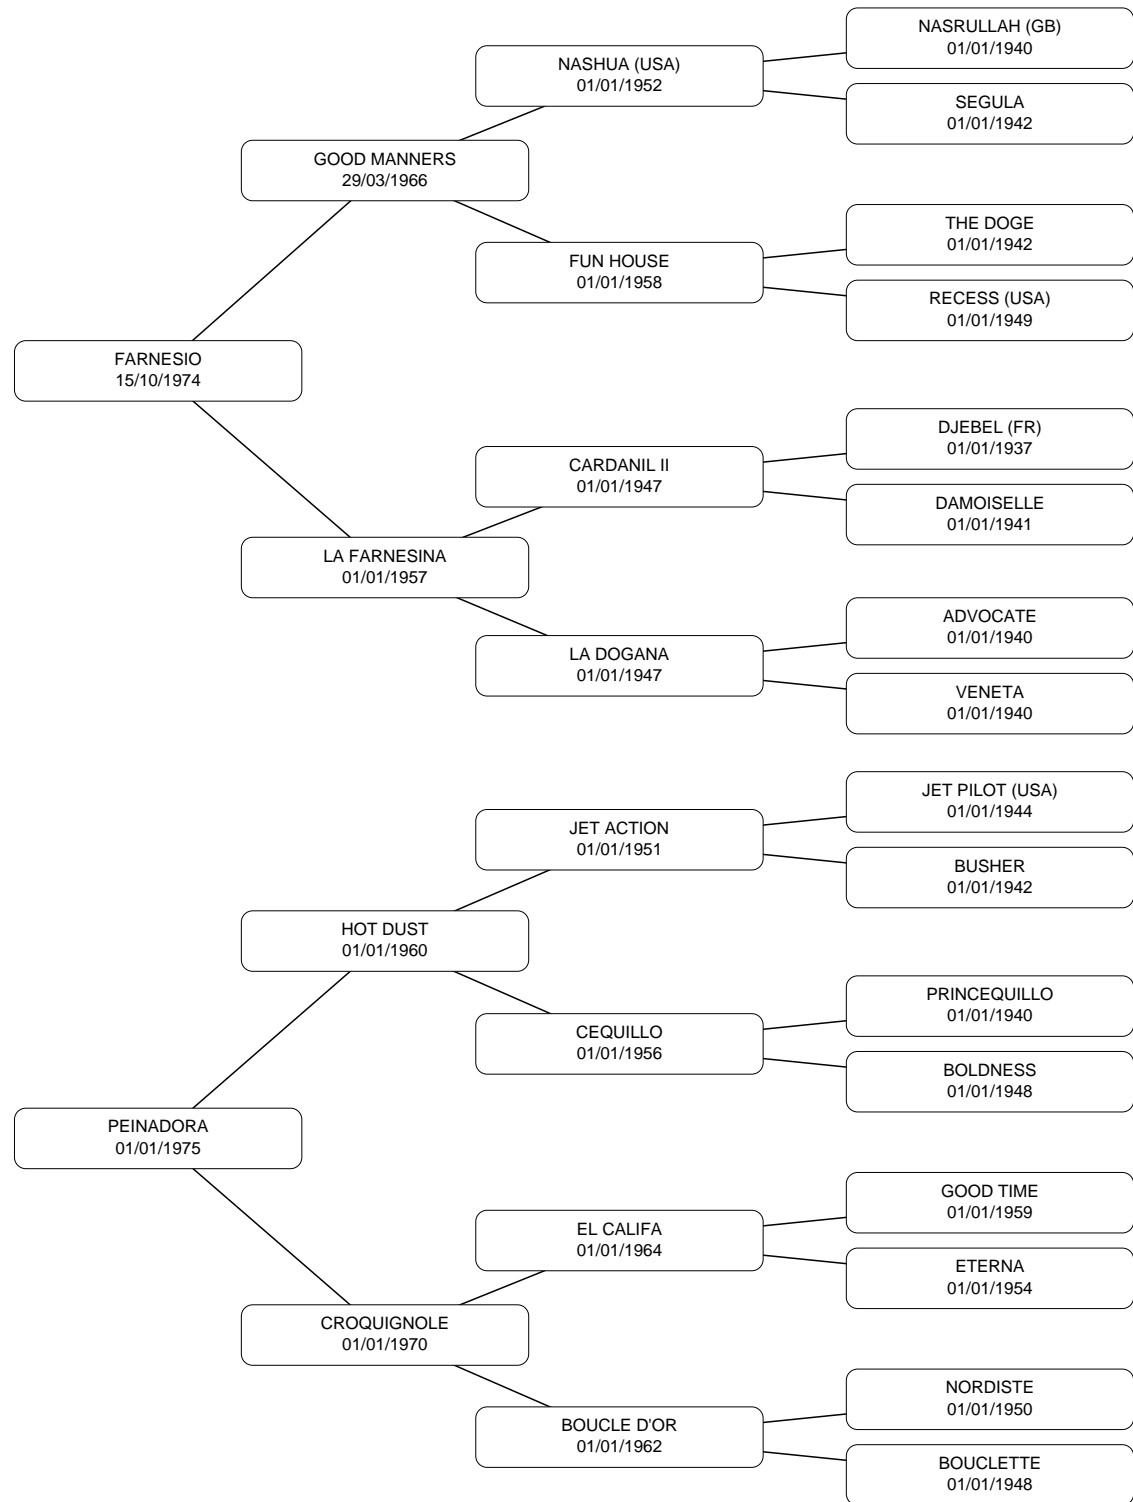 NASRULLAH (GB)
01/01/1940
NASHUA (USA)
01/01/1952
SEGULA
01/01/1942
GOOD MANNERS
29/03/1966
THE DOGE
01/01/1942
FUN HOUSE
01/01/1958
RECESS (USA)
01/01/1949
FARNESIO
15/10/1974
DJEBEL (FR)
01/01/1937
CARDANIL II
01/01/1947
DAMOISELLE
01/01/1941
LA FARNESINA
01/01/1957
ADVOCATE
01/01/1940
LA DOGANA
01/01/1947
VENETA
01/01/1940
JET PILOT (USA)
01/01/1944
JET ACTION
01/01/1951
BUSHER
01/01/1942
HOT DUST
01/01/1960
PRINCEQUILLO
01/01/1940
CEQUILLO
01/01/1956
BOLDNESS
01/01/1948
PEINADORA
01/01/1975
GOOD TIME
01/01/1959
EL CALIFA
01/01/1964
ETERNA
01/01/1954
CROQUIGNOLE
01/01/1970
NORDISTE
01/01/1950
BOUCLE D'OR
01/01/1962
BOUCLETTE
01/01/1948